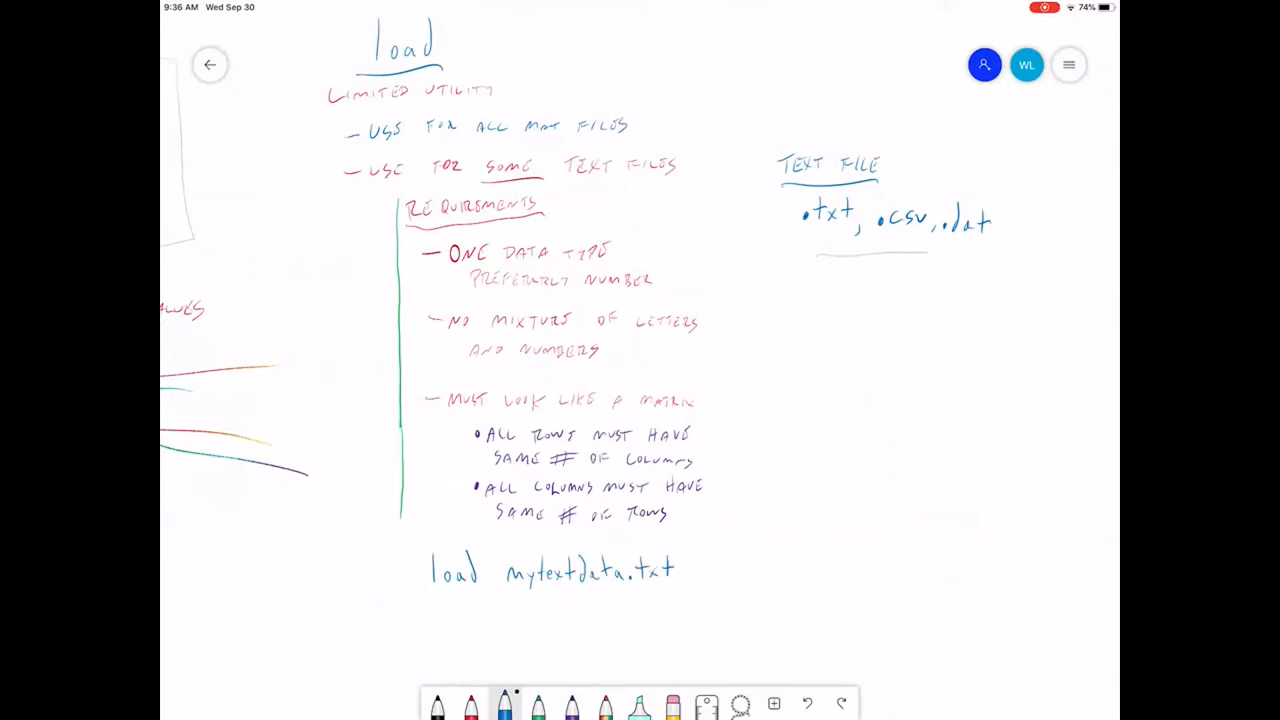 9:36 AM Wed Sep 30
74%
load
LIMITED UTILITY
- USE FOR ALL MAT FILES
- USE FOR SOME TEXT FILES
REQUIREMENTS
- ONE DATA TYPE
PREFERABLY NUMBER
- NO MIXTURE OF LETTERS
AND NUMBERS
- MUST LOOK LIKE A MATRIX
• ALL ROWS MUST HAVE
SAME # OF COLUMNS
• ALL COLUMNS MUST HAVE
SAME # OF ROWS
load mytextdata.txt
TEXT FILE
.txt, .csv, .dat
WL